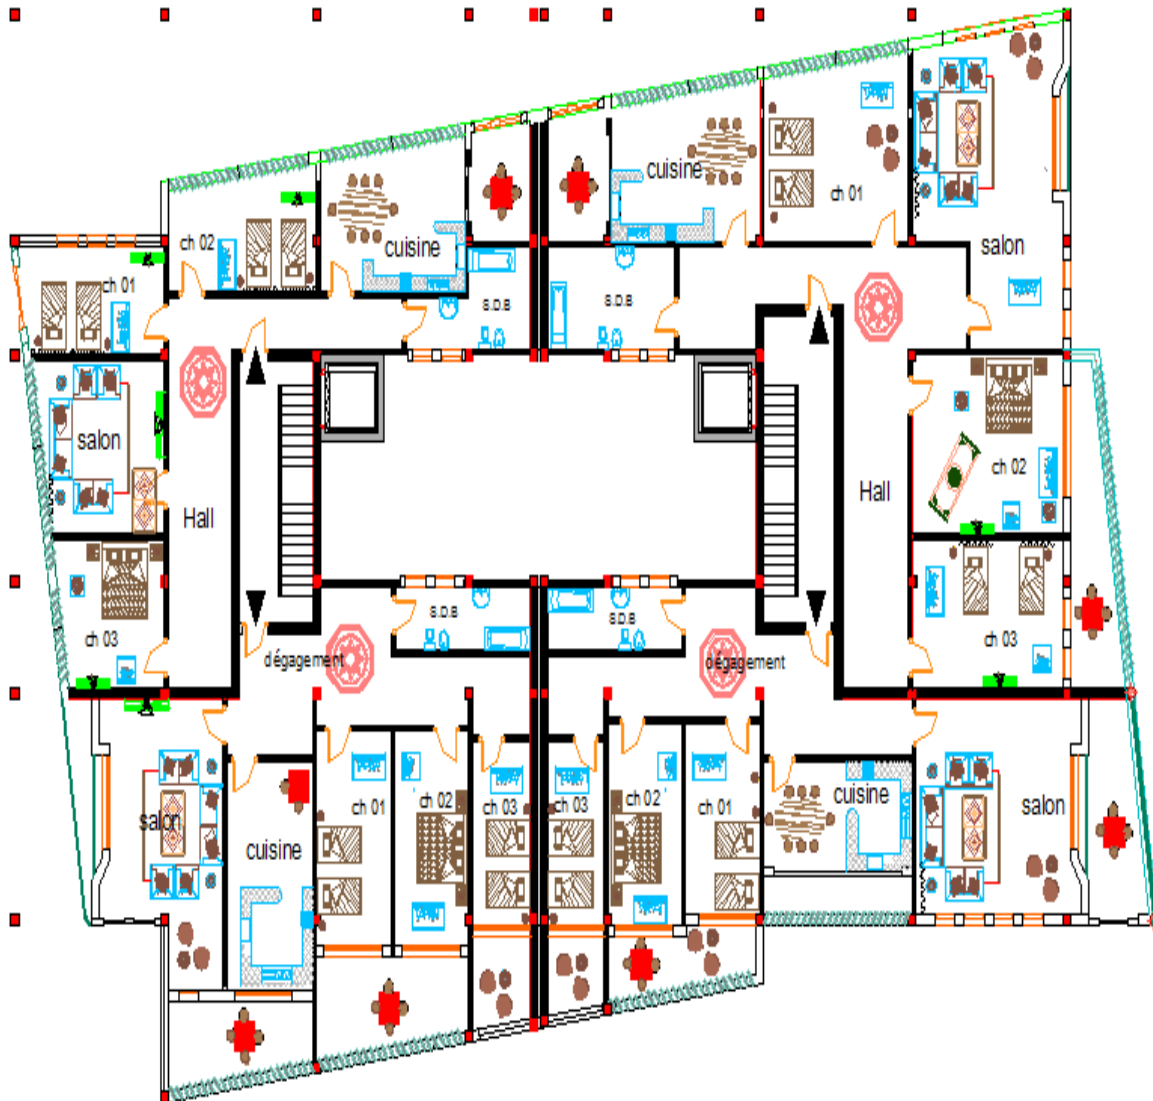 cuisine
ch 01
ch 02
cuisine
salon
ch 01
S.D.B
S.D.B
salon
ch 02
Hall
Hall
ch 03
S.D.B
S.D.B
ch 03
dégagement
dégagement
salon
cuisine
ch 01
ch 02
ch 03
ch 03
ch 02
ch 01
cuisine
salon